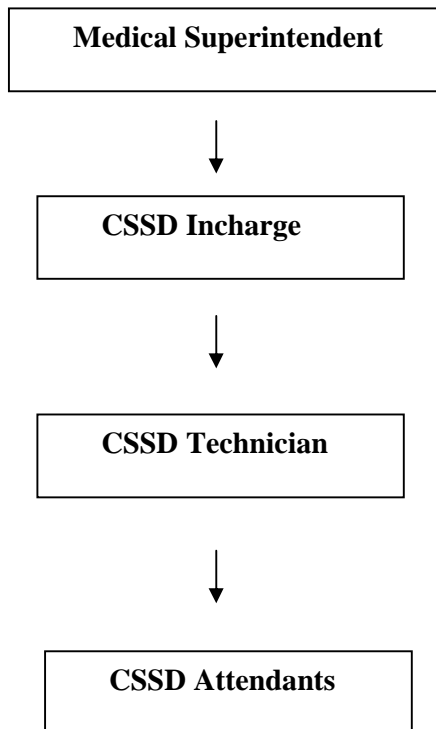 Medical Superintendent
CSSD Incharge
CSSD Technician
CSSD Attendants